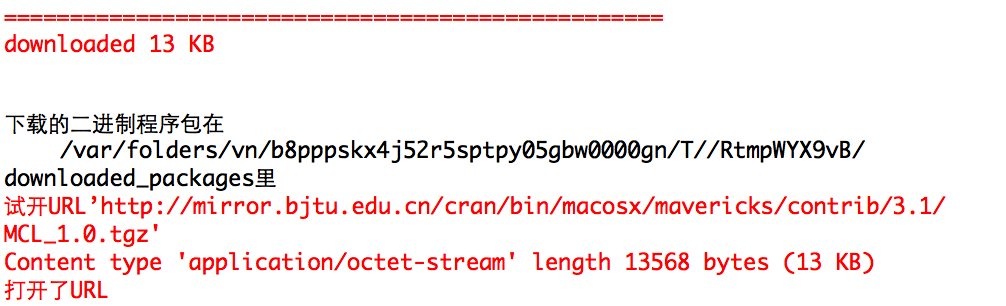 ==================================================
downloaded 13 KB
下载的二进制程序包在
/var/folders/vn/b8pppskx4j52r5sptpy05gbw0000gn/T//RtmpWYX9vB/
downloaded_packages里
试开URL’http://mirror.bjtu.edu.cn/cran/bin/macosx/mavericks/contrib/3.1/
MCL_1.0.tgz'
Content type 'application/octet-stream' length 13568 bytes (13 KB)
打开了URL